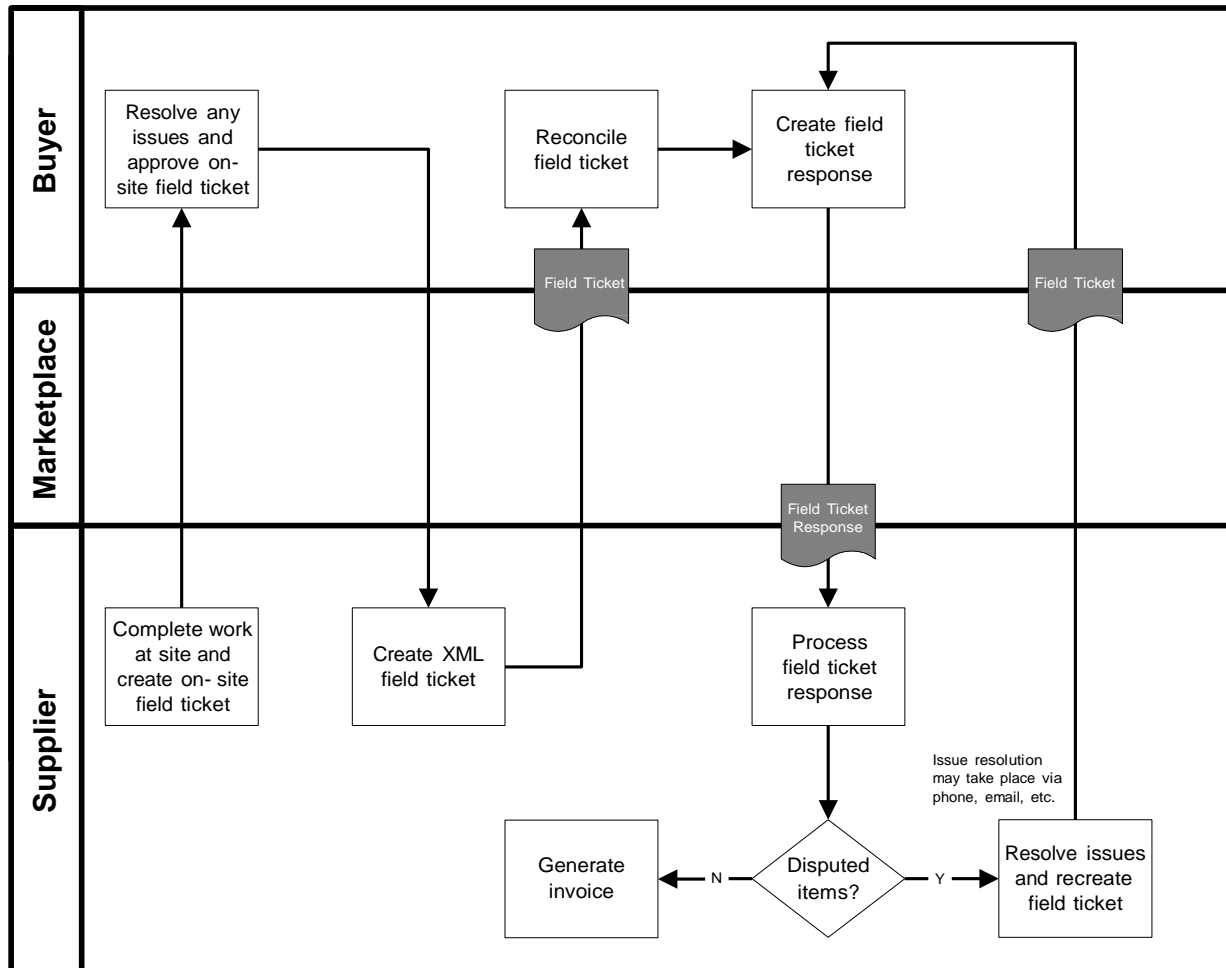 Buyer
Resolve any
issues and
approve on-
site field ticket
Reconcile
field ticket
Create field
ticket
response
Field Ticket
Field Ticket
Marketplace
Field Ticket
Response
Supplier
Complete work
at site and
create on- site
field ticket
Create XML
field ticket
Process
field ticket
response
Issue resolution
may take place via
phone, email, etc.
Generate
invoice
N
Disputed
items?
Y
Resolve issues
and recreate
field ticket